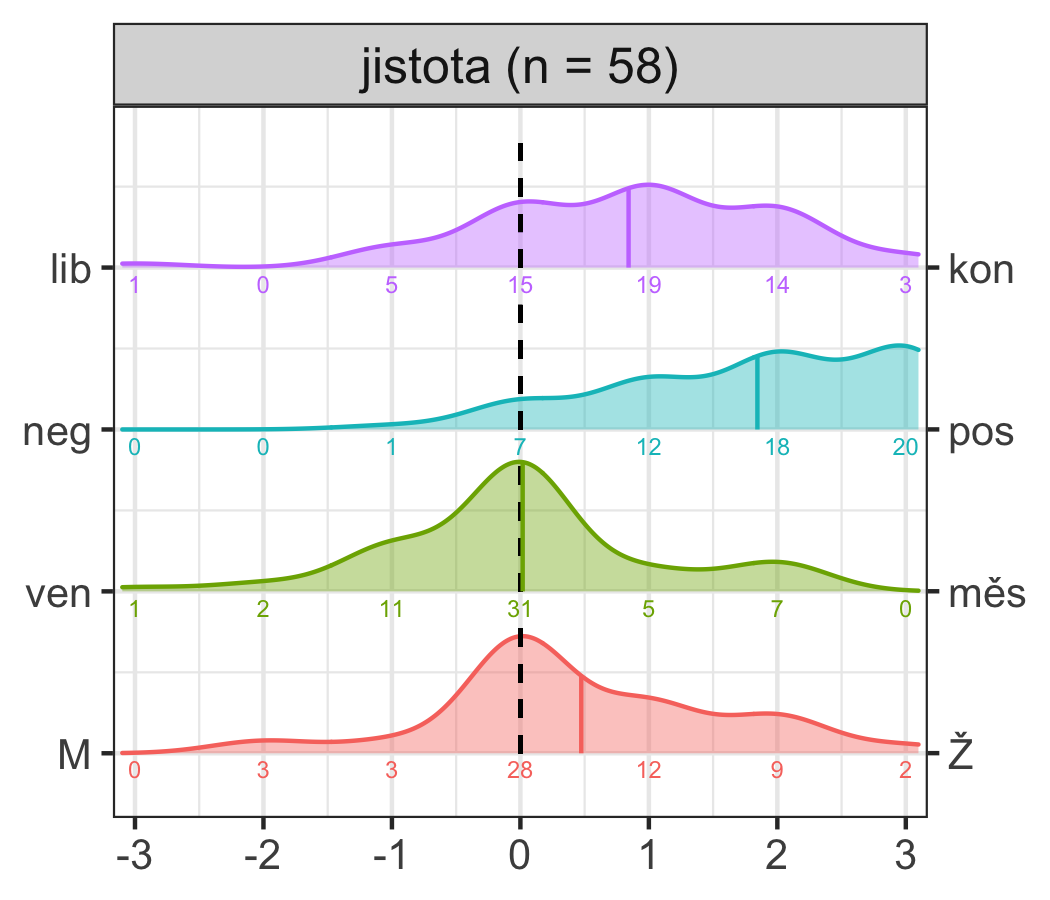 jistota (n = 58)
lib kon
1 0 5 15 19 14 3
neg pos
0 0 1 7 12 18 20
ven měs
1 2 11 31 5 7 0
M Ž
0 3 3 28 12 9 2
-3 -2 -1 0 1 2 3